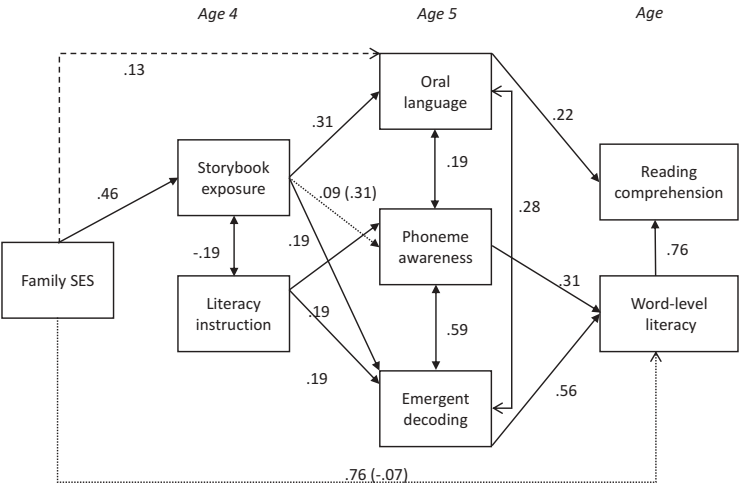 Age 4
Age 5
Age
.13
Oral
language
.31
.22
Storybook
exposure
Reading
comprehension
.46
.19
.09 (.31)
.28
-.19
.19
Phoneme
awareness
.76
Family SES
.31
Literacy
instruction
.19
Word-level
literacy
.59
.19
Emergent
decoding
.56
.76 (-.07)